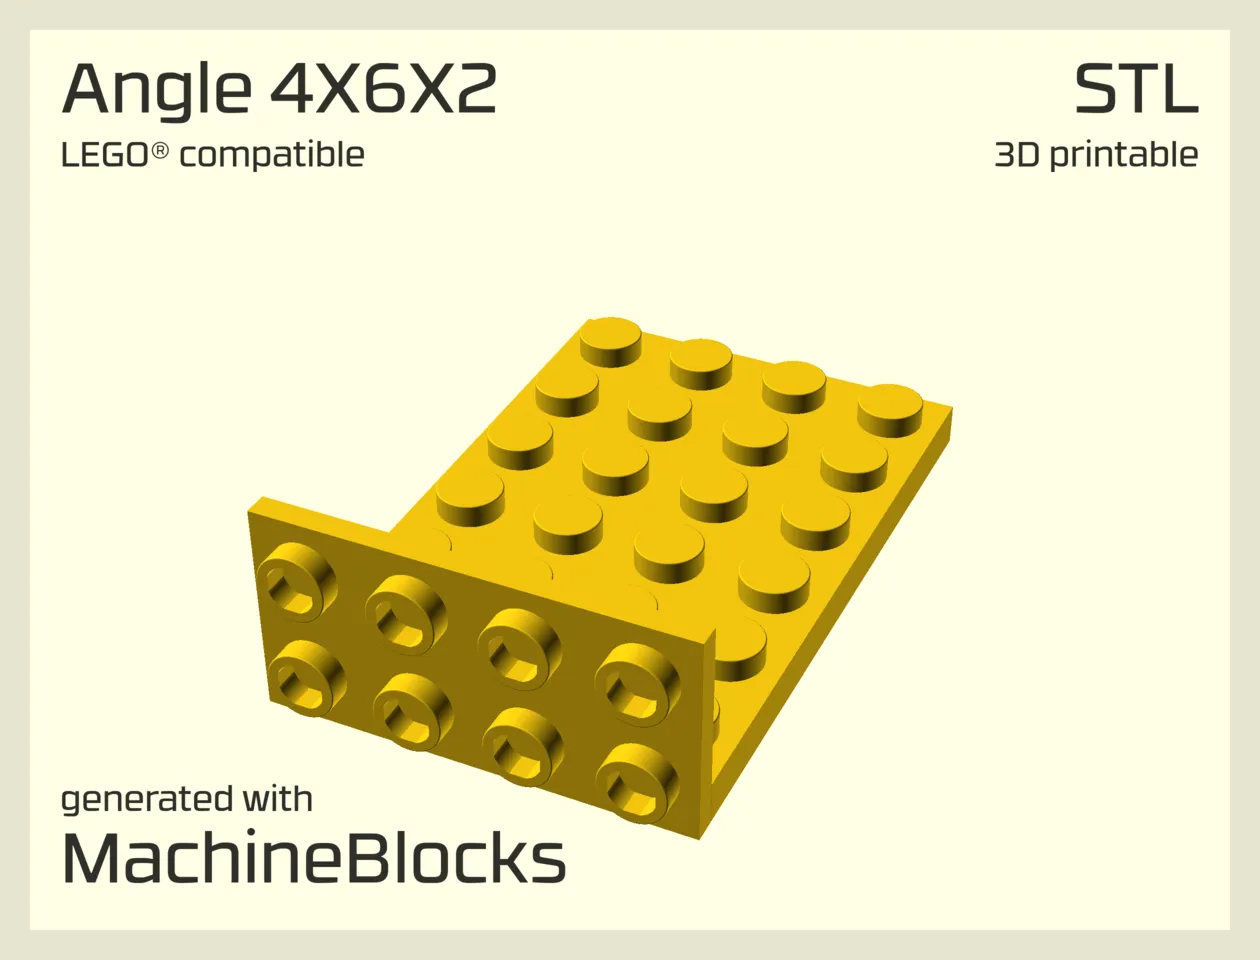 Angle 4X6X2
LEGO® compatible
STL
3D printable
generated with
MachineBlocks